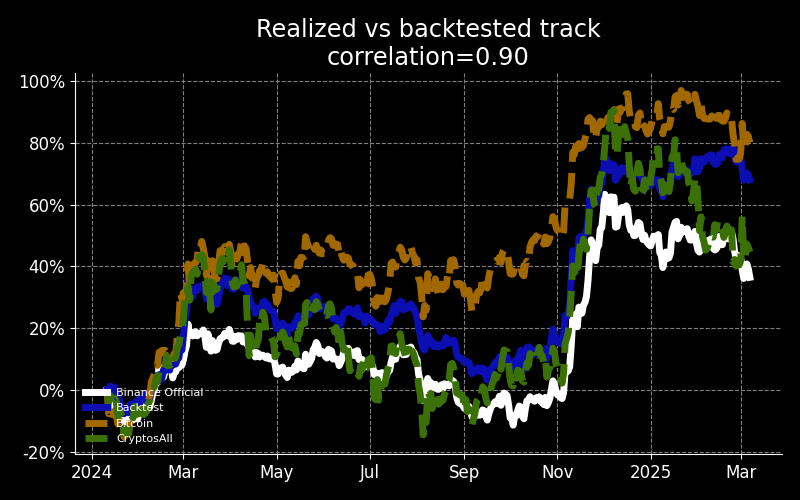 Realized vs backtested track
correlation=0.90
100%
80%
60%
40%
20%
0%
-20%
Binance Official
Backtest
Bitcoin
CryptosAll
2024 Mar May Jul Sep Nov 2025 Mar